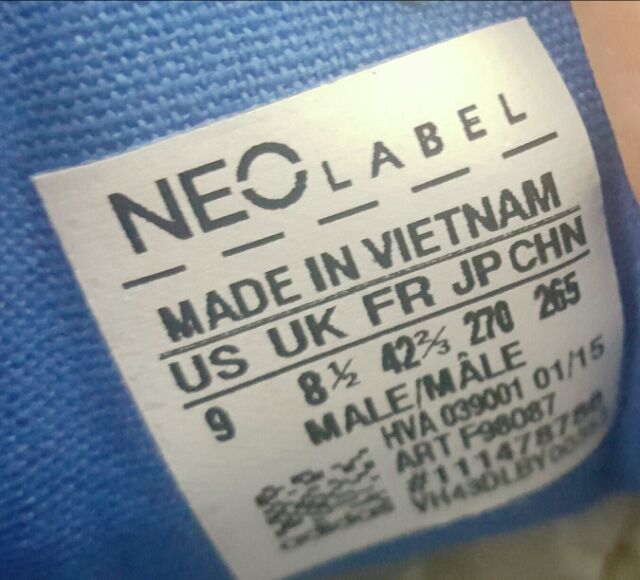 NEO LABEL
MADE IN VIETNAM
US UK FR JP CHN
9 8½ 42⅔ 270 265
MALE/MÂLE
HVA 039001 01/15
ART F98087
adidas